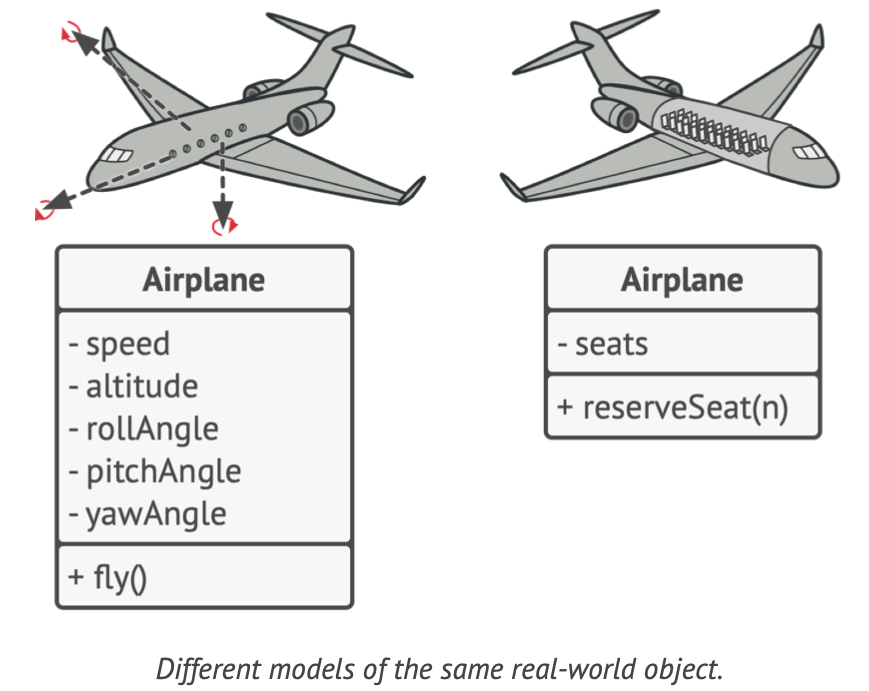 Airplane
- speed
- altitude
- rollAngle
- pitchAngle
- yawAngle
+ fly()
Airplane
- seats
+ reserveSeat(n)
Different models of the same real-world object.